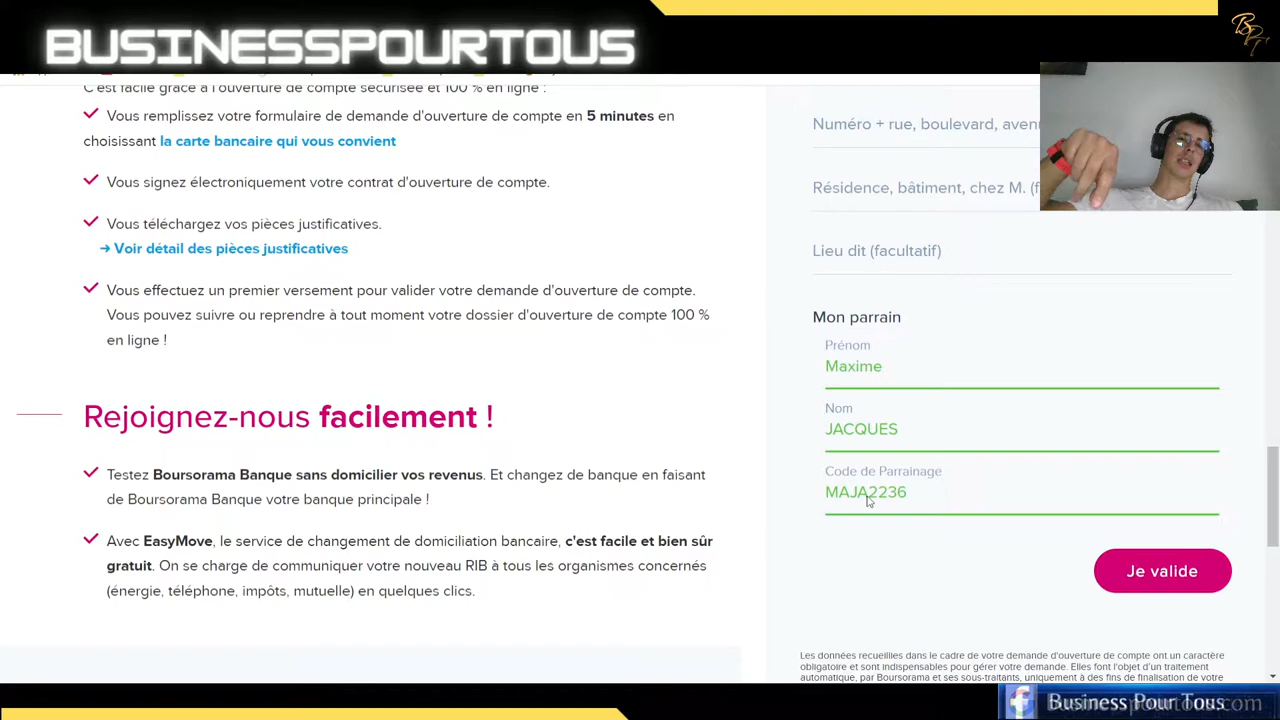 BUSINESSPOURTOUS
BPT
C'est facile grâce à l'ouverture de compte sécurisée et 100 % en ligne :
Vous remplissez votre formulaire de demande d'ouverture de compte en 5 minutes en
choisissant la carte bancaire qui vous convient
Vous signez électroniquement votre contrat d'ouverture de compte.
Vous téléchargez vos pièces justificatives.
➔ Voir détail des pièces justificatives
Vous effectuez un premier versement pour valider votre demande d'ouverture de compte.
Vous pouvez suivre ou reprendre à tout moment votre dossier d'ouverture de compte 100 %
en ligne !
Rejoignez-nous facilement !
Testez Boursorama Banque sans domicilier vos revenus. Et changez de banque en faisant
de Boursorama Banque votre banque principale !
Avec EasyMove, le service de changement de domiciliation bancaire, c'est facile et bien sûr
gratuit. On se charge de communiquer votre nouveau RIB à tous les organismes concernés
(énergie, téléphone, impôts, mutuelle) en quelques clics.
Numéro + rue, boulevard,
Résidence, bâtiment, chez M.
Lieu dit (facultatif)
Mon parrain
Prénom
Maxime
Nom
JACQUES
Code de Parrainage
MAJA2236
Je valide
Les données recueillies dans le cadre de votre demande d'ouverture de compte ont un caractère
obligatoire et sont indispensables pour gérer votre demande. Elles font l'objet d'un traitement
automatique, par Boursorama et ses sous-traitants, uniquement à des fins de finalisation de votre
Business Pour Tous
Businesspourtous.com